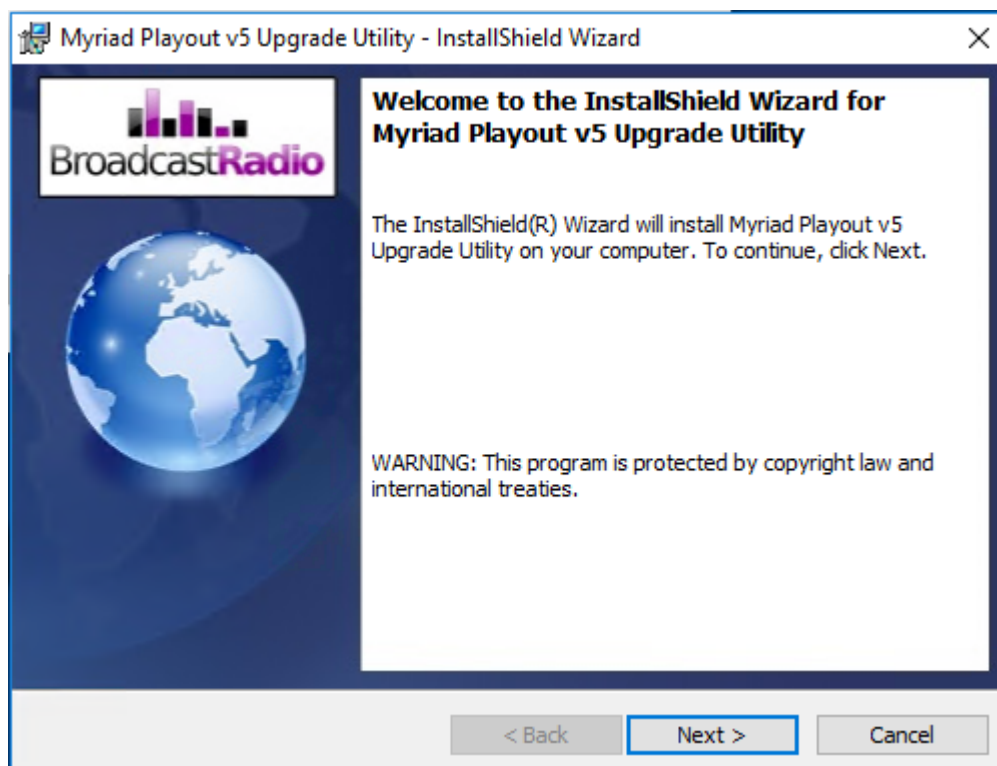 Myriad Playout v5 Upgrade Utility - InstallShield Wizard
BroadcastRadio
Welcome to the InstallShield Wizard for
Myriad Playout v5 Upgrade Utility
The InstallShield(R) Wizard will install Myriad Playout v5
Upgrade Utility on your computer. To continue, click Next.
WARNING: This program is protected by copyright law and
international treaties.
< Back
Next >
Cancel